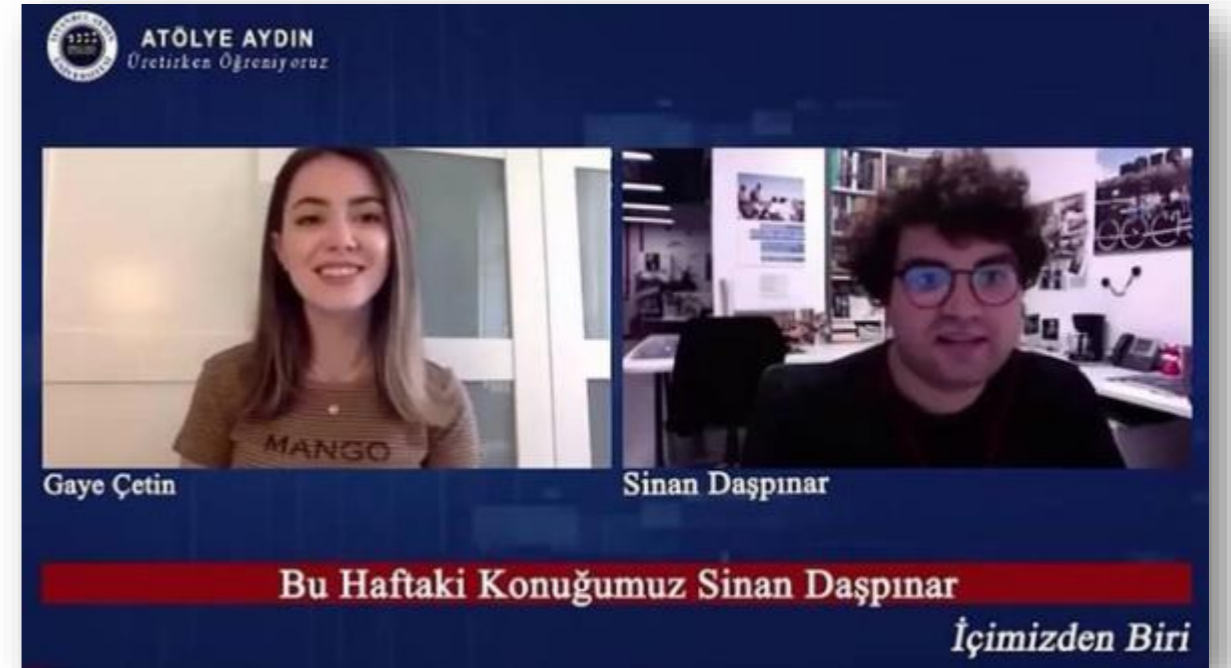 ATÖLYE AYDIN
Üretirken Öğreniyoruz
MANGO
Gaye Çetin
Sinan Daşpınar
Bu Haftaki Konuğumuz Sinan Daşpınar
İçimizden Biri